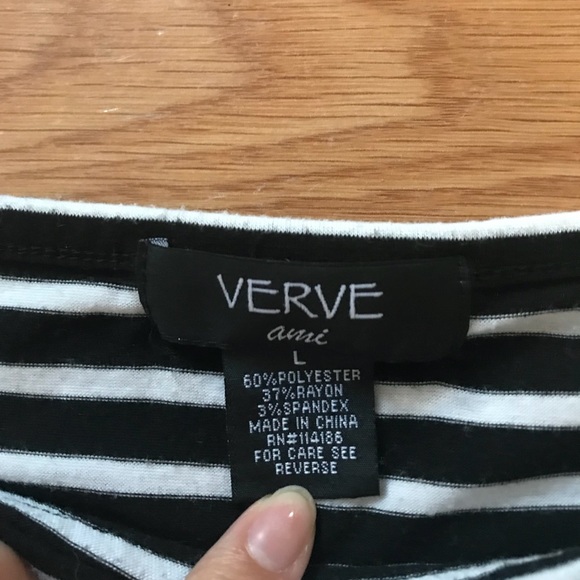 VERVE
ami
L
60%POLYESTER
37%RAYON
3%SPANDEX
MADE IN CHINA
RN#114186
FOR CARE SEE
REVERSE